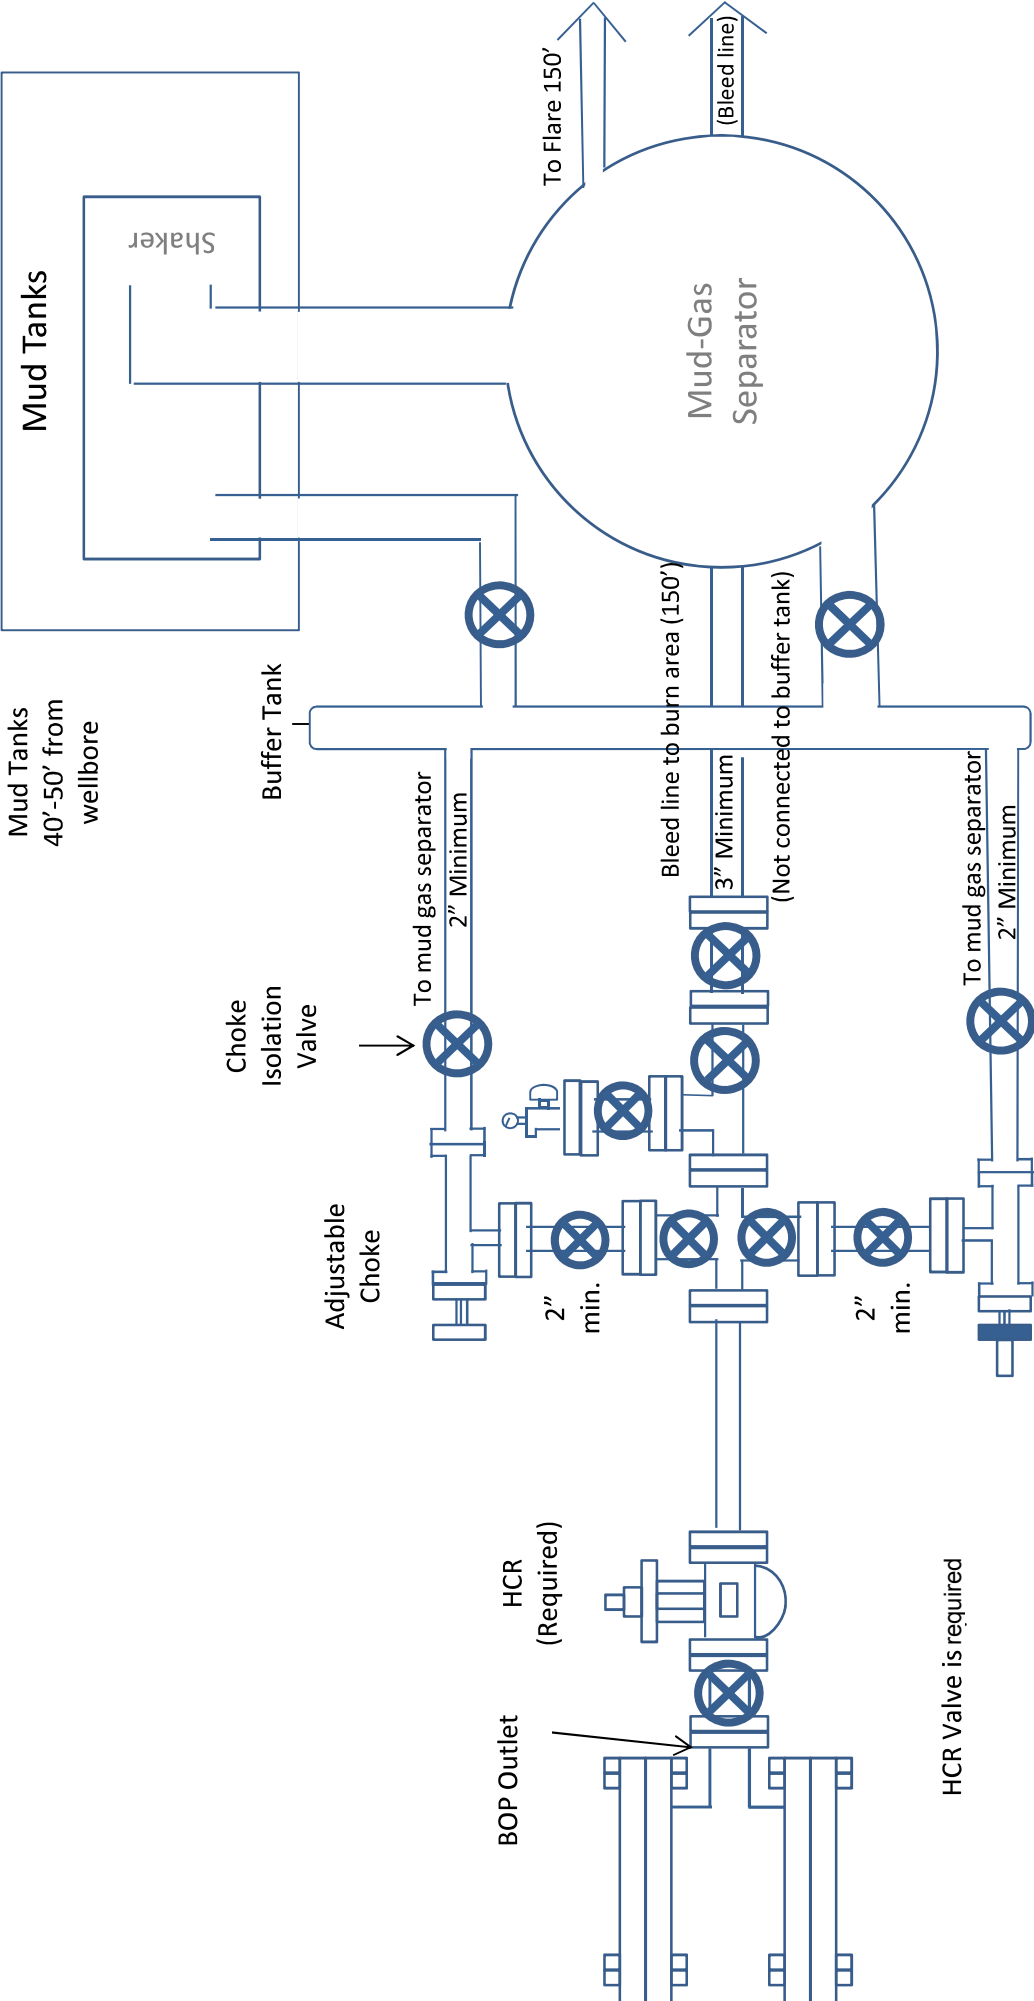 Mud Tanks
Shaker
Mud Tanks
40’-50’ from
wellbore
To Flare 150’
(Bleed line)
Mud-Gas
Separator
Buffer Tank
To mud gas separator
2” Minimum
Bleed line to burn area (150’)
3” Minimum
(Not connected to buffer tank)
To mud gas separator
2” Minimum
Choke
Isolation
Valve
Adjustable
Choke
2”
min.
2”
min.
HCR
(Required)
BOP Outlet
HCR Valve is required